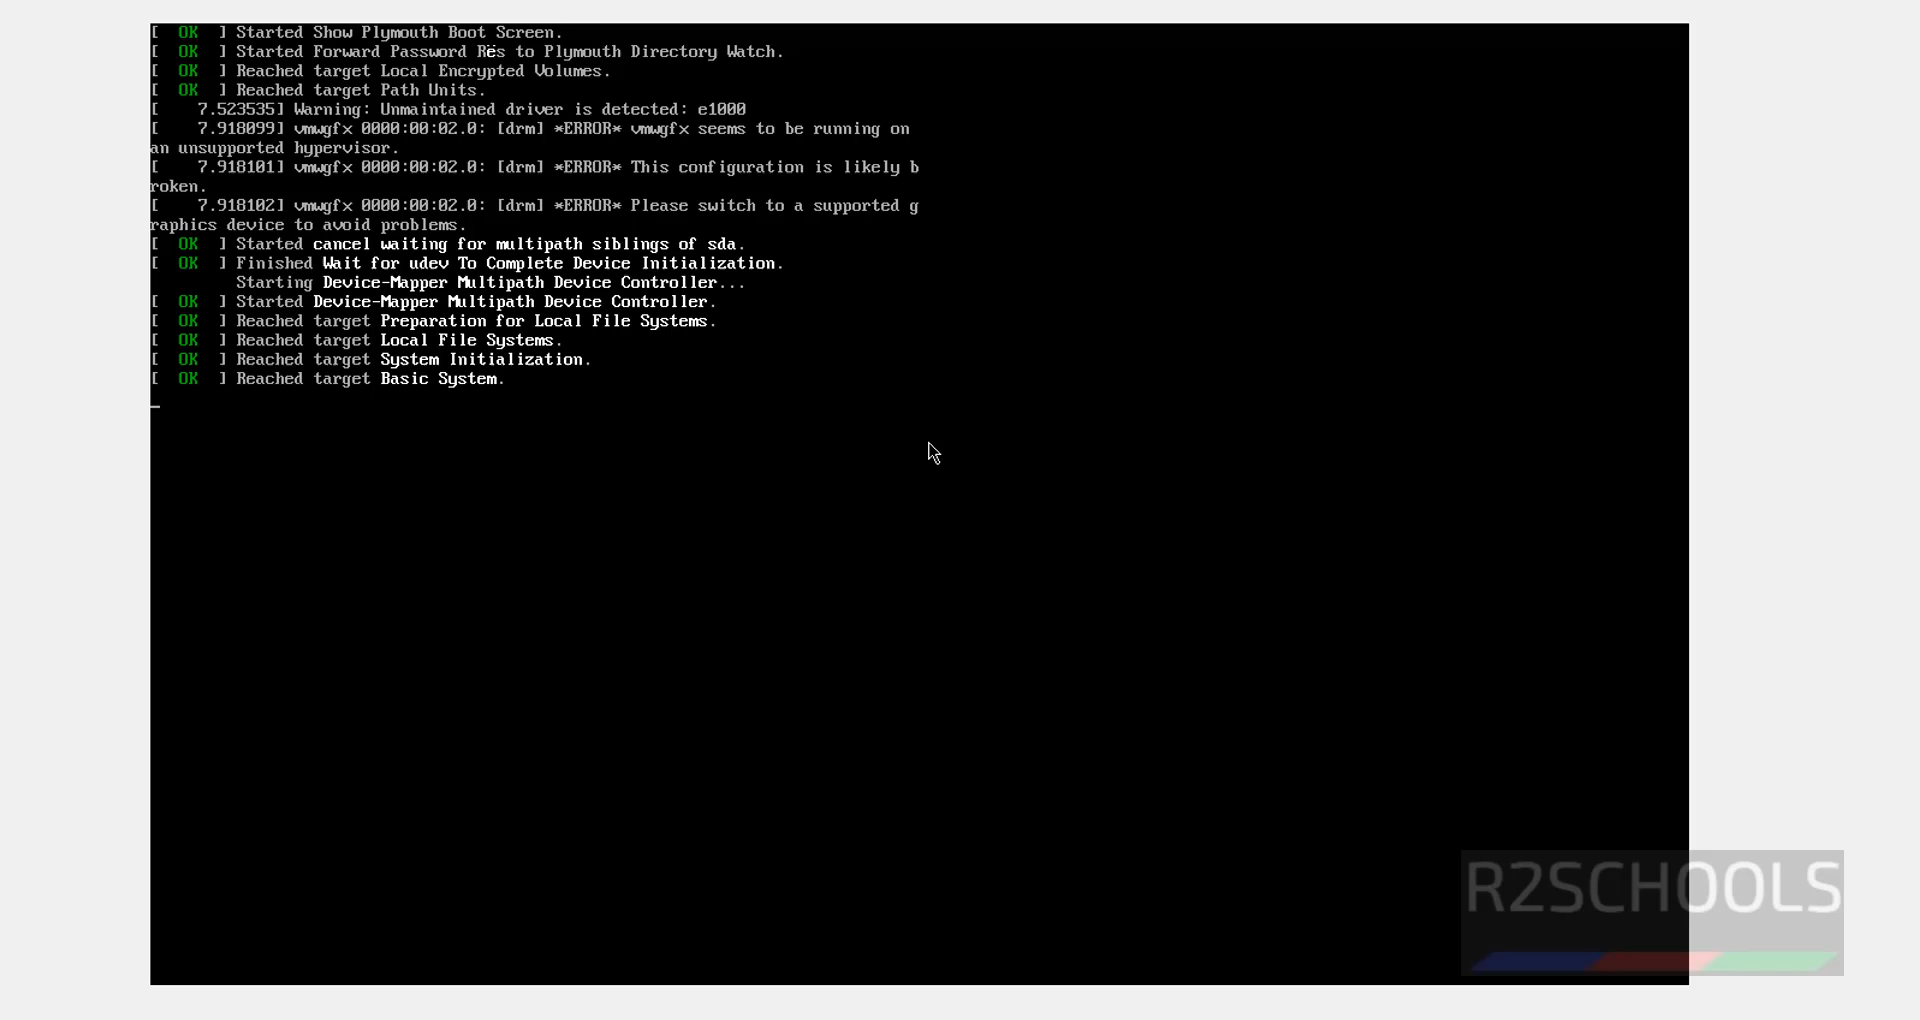 [  OK  ] Started Show Plymouth Boot Screen.
[  OK  ] Started Forward Password Rës to Plymouth Directory Watch.
[  OK  ] Reached target Local Encrypted Volumes.
[  OK  ] Reached target Path Units.
[    7.523535] Warning: Unmaintained driver is detected: e1000
[    7.918099] vmwgfx 0000:00:02.0: [drm] *ERROR* vmwgfx seems to be running on
an unsupported hypervisor.
[    7.918101] vmwgfx 0000:00:02.0: [drm] *ERROR* This configuration is likely b
roken.
[    7.918102] vmwgfx 0000:00:02.0: [drm] *ERROR* Please switch to a supported g
raphics device to avoid problems.
[  OK  ] Started cancel waiting for multipath siblings of sda.
[  OK  ] Finished Wait for udev To Complete Device Initialization.
         Starting Device-Mapper Multipath Device Controller...
[  OK  ] Started Device-Mapper Multipath Device Controller.
[  OK  ] Reached target Preparation for Local File Systems.
[  OK  ] Reached target Local File Systems.
[  OK  ] Reached target System Initialization.
[  OK  ] Reached target Basic System.
R2SCHOOLS